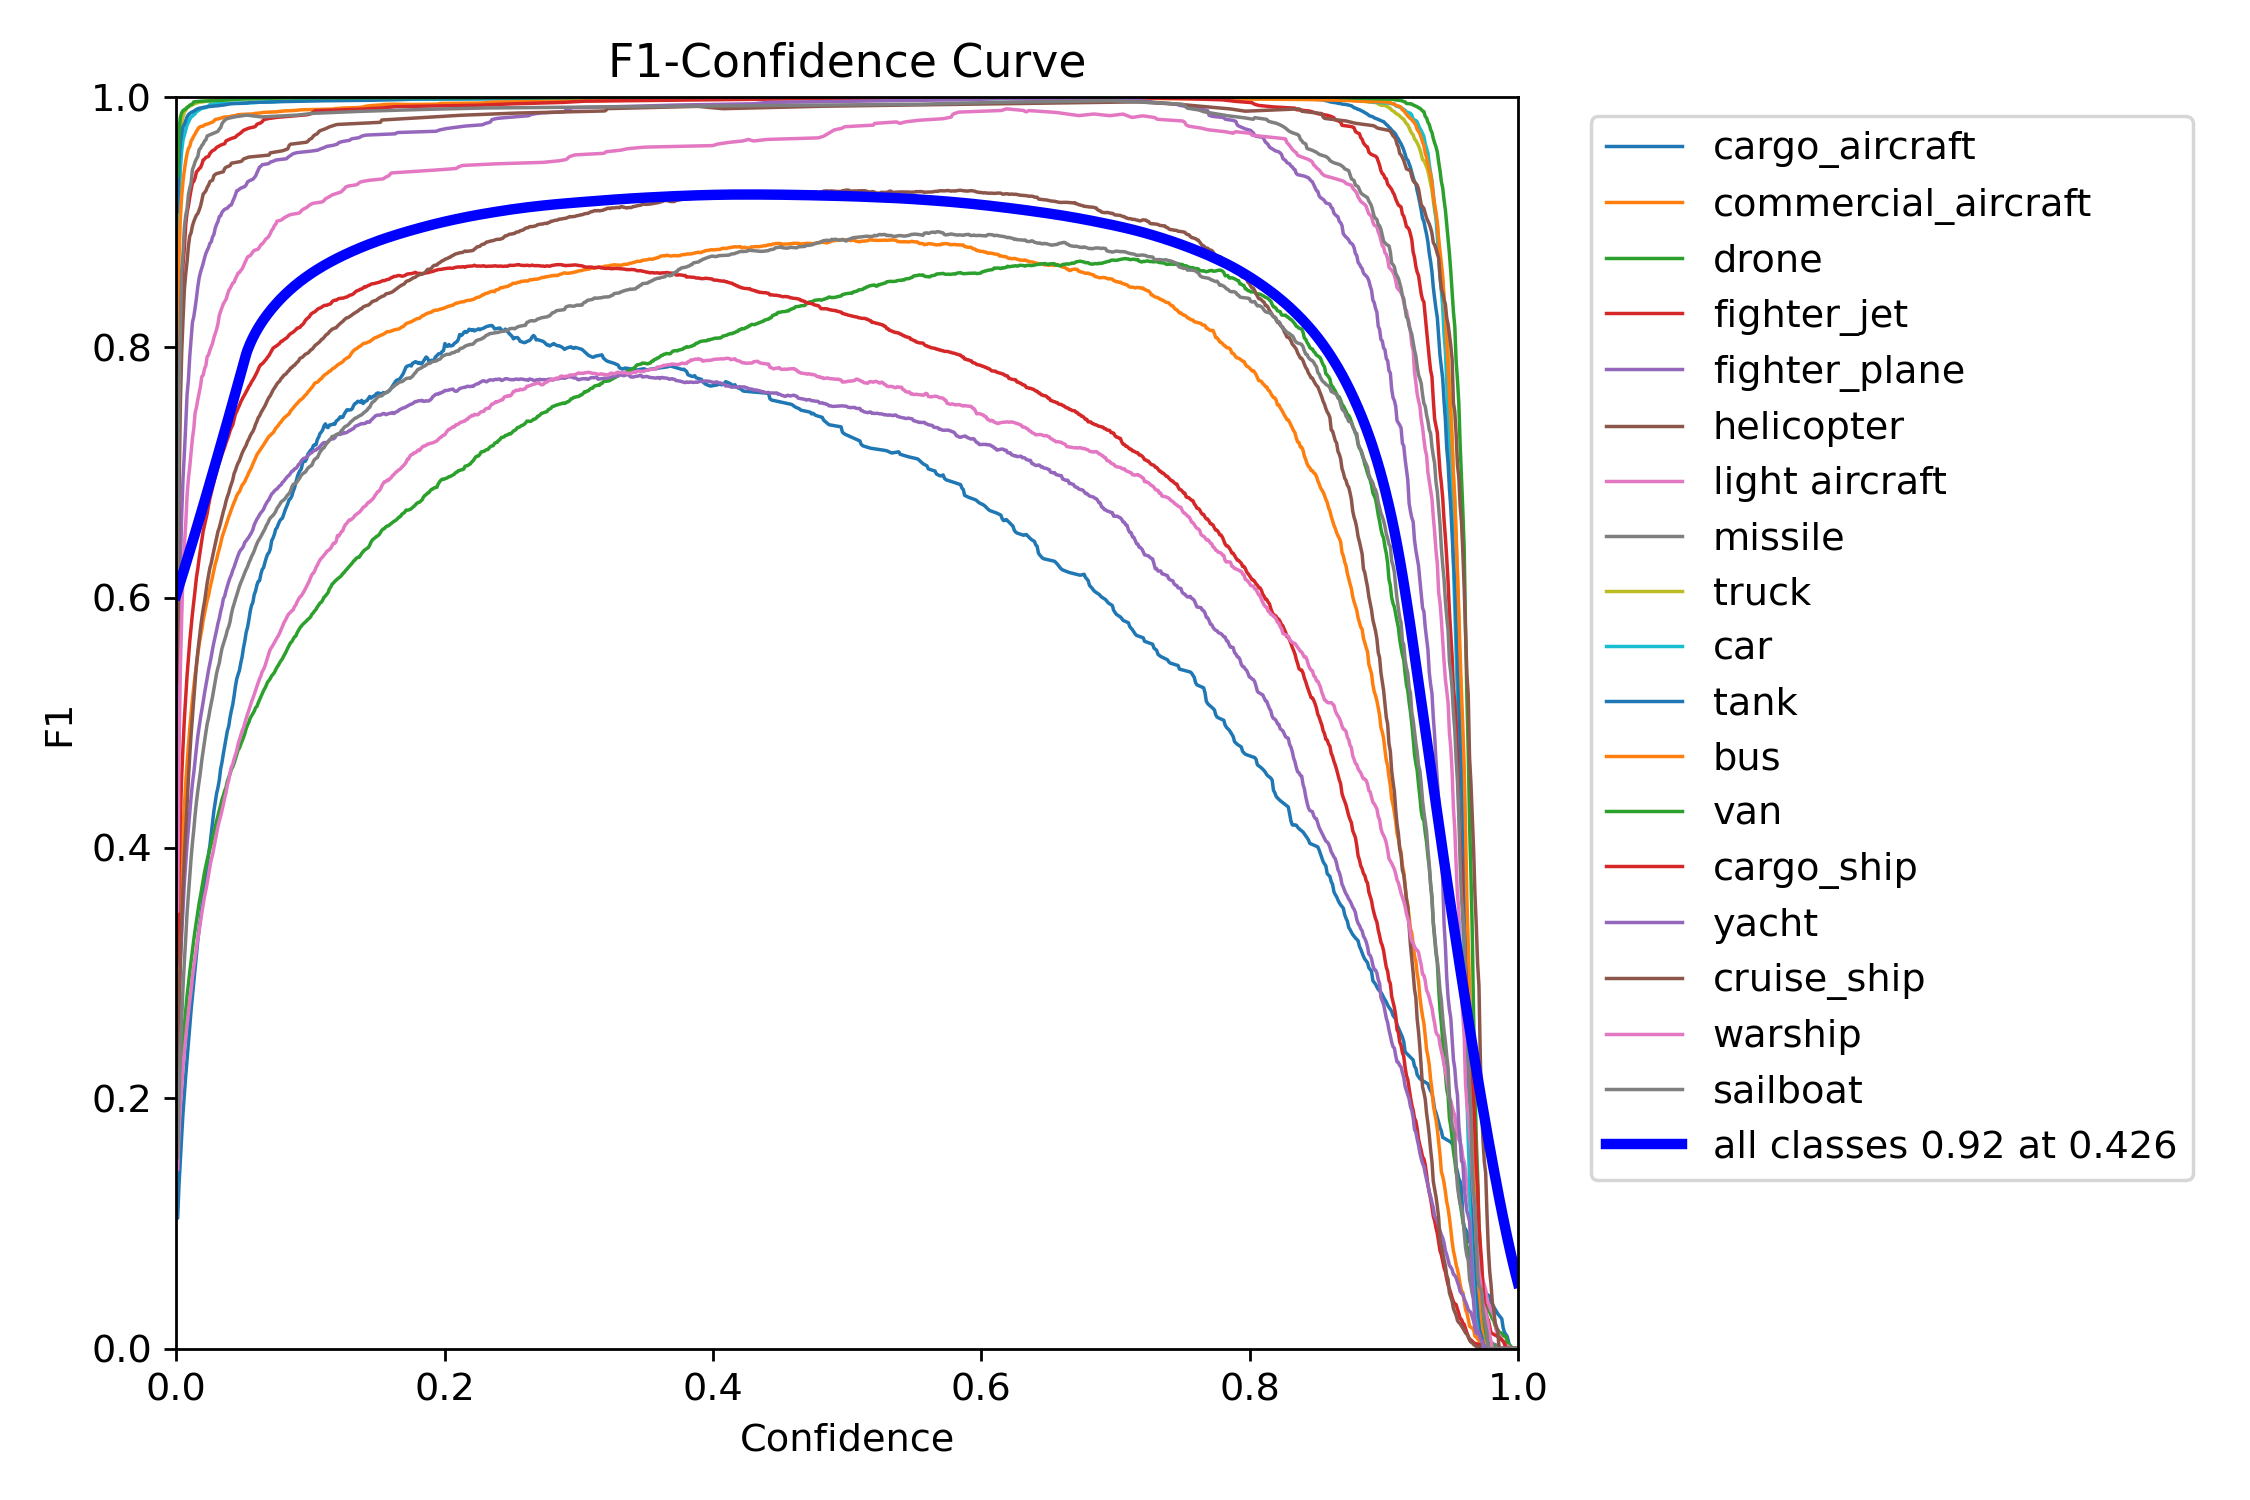 F1-Confidence Curve
1.0
0.8
0.6
0.4
0.2
0.0
F1
0.0 0.2 0.4 0.6 0.8 1.0
Confidence
cargo_aircraft
commercial_aircraft
drone
fighter_jet
fighter_plane
helicopter
light aircraft
missile
truck
car
tank
bus
van
cargo_ship
yacht
cruise_ship
warship
sailboat
all classes 0.92 at 0.426